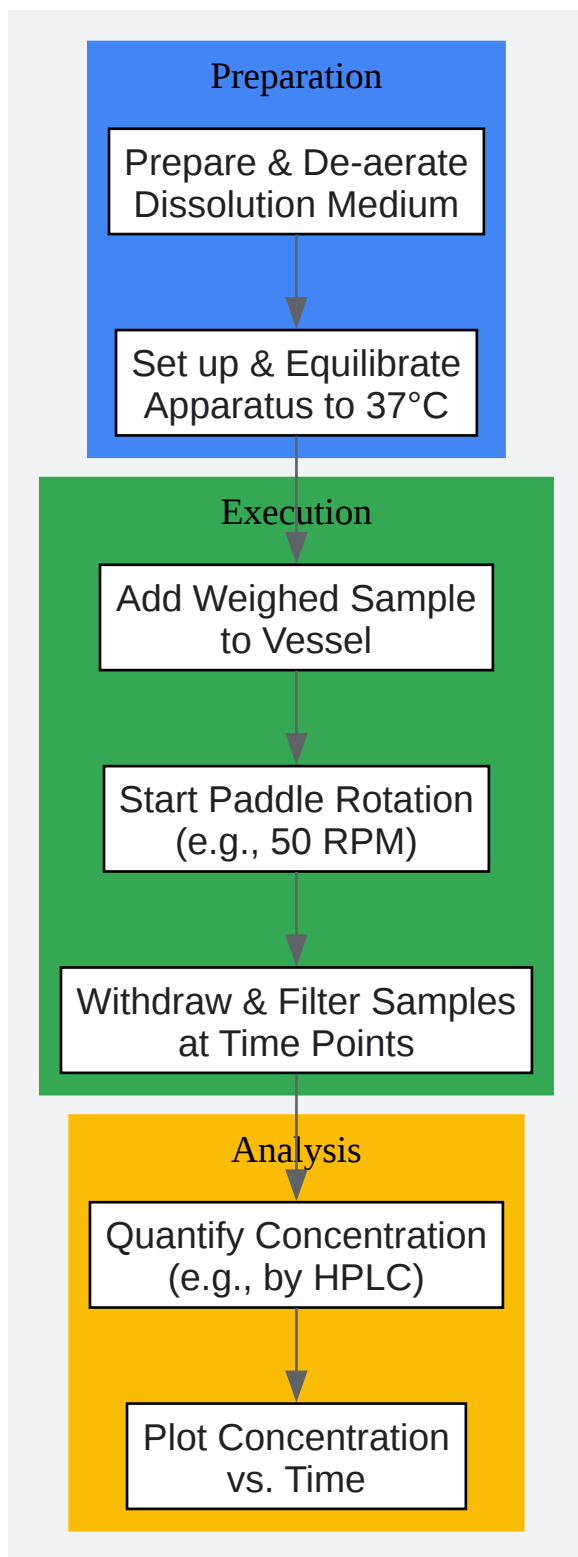 Preparation
Prepare & De-aerate
Dissolution Medium
Set up & Equilibrate
Apparatus to 37°C
Execution
Add Weighed Sample
to Vessel
Start Paddle Rotation
(e.g., 50 RPM)
Withdraw & Filter Samples
at Time Points
Analysis
Quantify Concentration
(e.g., by HPLC)
Plot Concentration
vs. Time